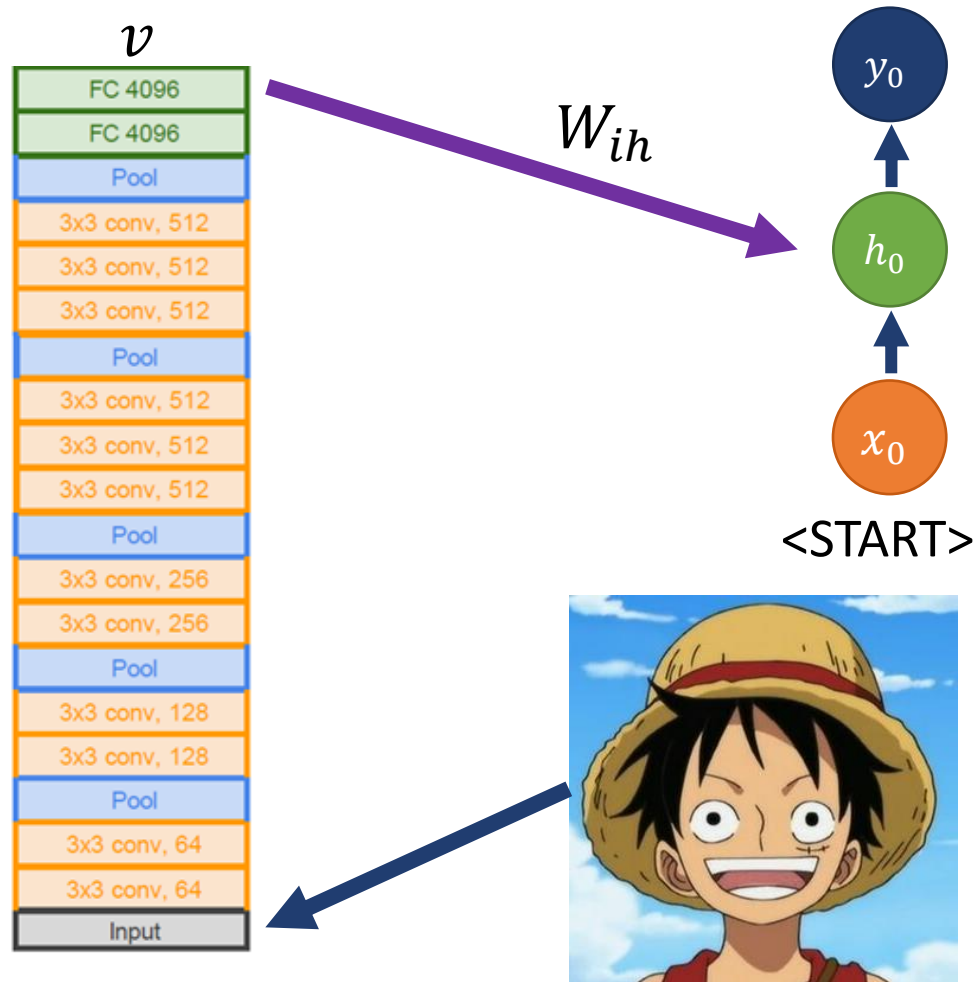 v
FC 4096
FC 4096
Pool
3x3 conv, 512
3x3 conv, 512
3x3 conv, 512
Pool
3x3 conv, 512
3x3 conv, 512
3x3 conv, 512
Pool
3x3 conv, 256
3x3 conv, 256
Pool
3x3 conv, 128
3x3 conv, 128
Pool
3x3 conv, 64
3x3 conv, 64
Input
W_{ih}
y_0
h_0
x_0
<START>